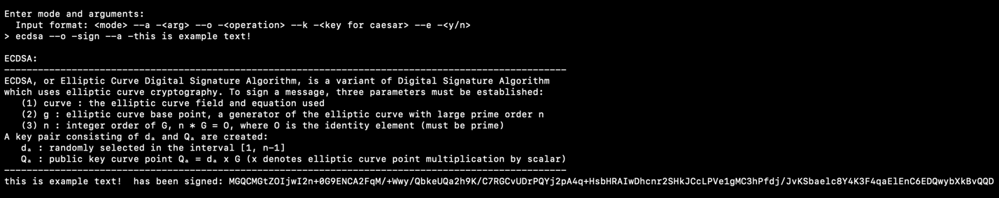 Enter mode and arguments:
Input format: <mode> --a -<arg> --o -<operation> --k -<key for caesar> --e -<y/n>
> ecdsa --o -sign --a -this is example text!
ECDSA:
----------------------------------------------------------------------------------------------------
ECDSA, or Elliptic Curve Digital Signature Algorithm, is a variant of Digital Signature Algorithm
which uses elliptic curve cryptography. To sign a message, three parameters must be established:
(1) curve : the elliptic curve field and equation used
(2) g : elliptic curve base point, a generator of the elliptic curve with large prime order n
(3) n : integer order of G, n * G = O, where O is the identity element (must be prime)
A key pair consisting of dₐ and Qₐ are created:
dₐ : randomly selected in the interval [1, n-1]
Qₐ : public key curve point Qₐ = dₐ x G (x denotes elliptic curve point multiplication by scalar)
----------------------------------------------------------------------------------------------------
this is example text!  has been signed: MGQCMGtZOIjwI2n+0G9ENCA2FqM/+Wwy/QbkeUQa2h9K/C7RGCvUDrPQYj2pA4q+HsbHRAIwDhcnr2SHkJCcLPVe1gMC3hPfdj/JvKSbaelc8Y4K3F4qaElEnC6EDQwybXkBvQQD